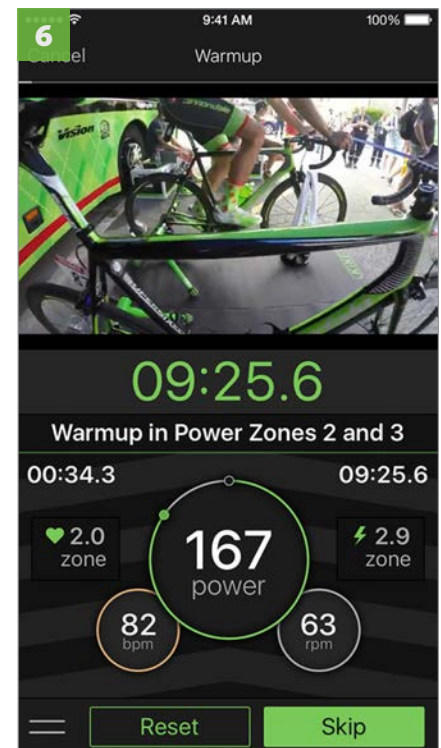 6
9:41 AM
100%
Cancel
Warmup
Vision
cannondale
09:25.6
Warmup in Power Zones 2 and 3
00:34.3
09:25.6
2.0
zone
167
power
2.9
zone
82
bpm
63
rpm
Reset
Skip